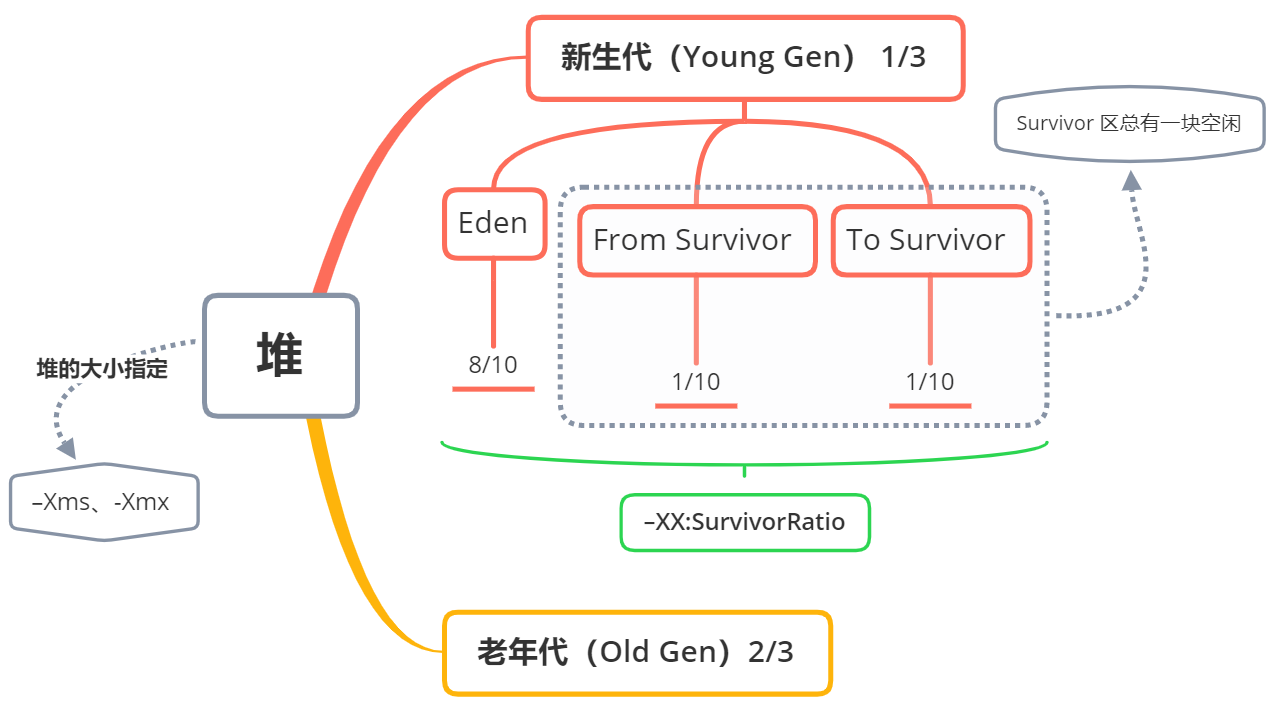 新生代（Young Gen） 1/3
Survivor 区总有一块空闲
Eden
From Survivor
To Survivor
8/10
1/10
1/10
堆
堆的大小指定
–Xms、-Xmx
–XX:SurvivorRatio
老年代（Old Gen）2/3